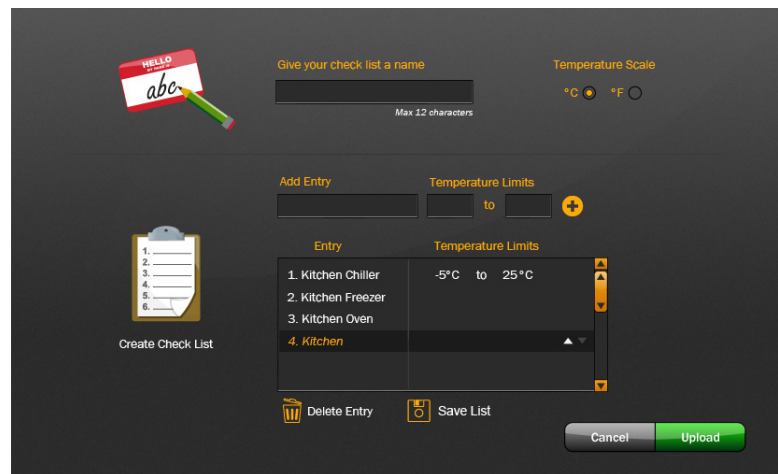 HELLO
abc
Give your check list a name
Temperature Scale
°C °F
Max 12 characters
Add Entry
Temperature Limits
to
Entry
Temperature Limits
1. Kitchen Chiller
-5°C to 25°C
2. Kitchen Freezer
3. Kitchen Oven
4. Kitchen
1.
2.
3.
4.
5.
6.
Create Check List
Delete Entry
Save List
Cancel
Upload